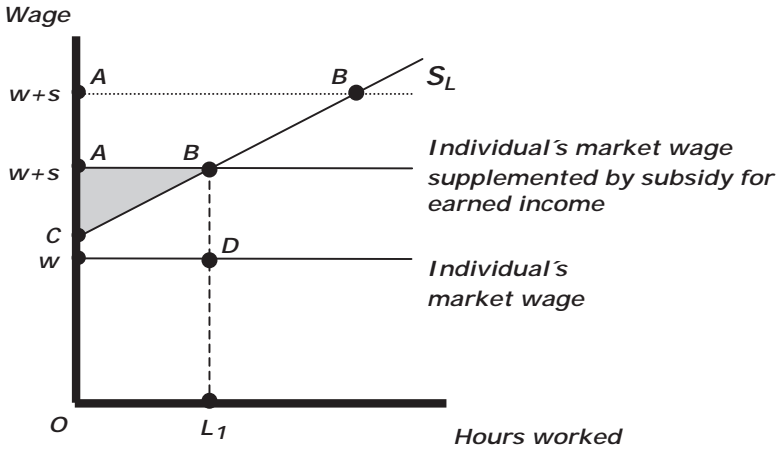 Wage
A
B
S_L
w+s
A
B
w+s
Individual´s market wage
supplemented by subsidy for
earned income
C
w
D
Individual´s
market wage
O
L_1
Hours worked